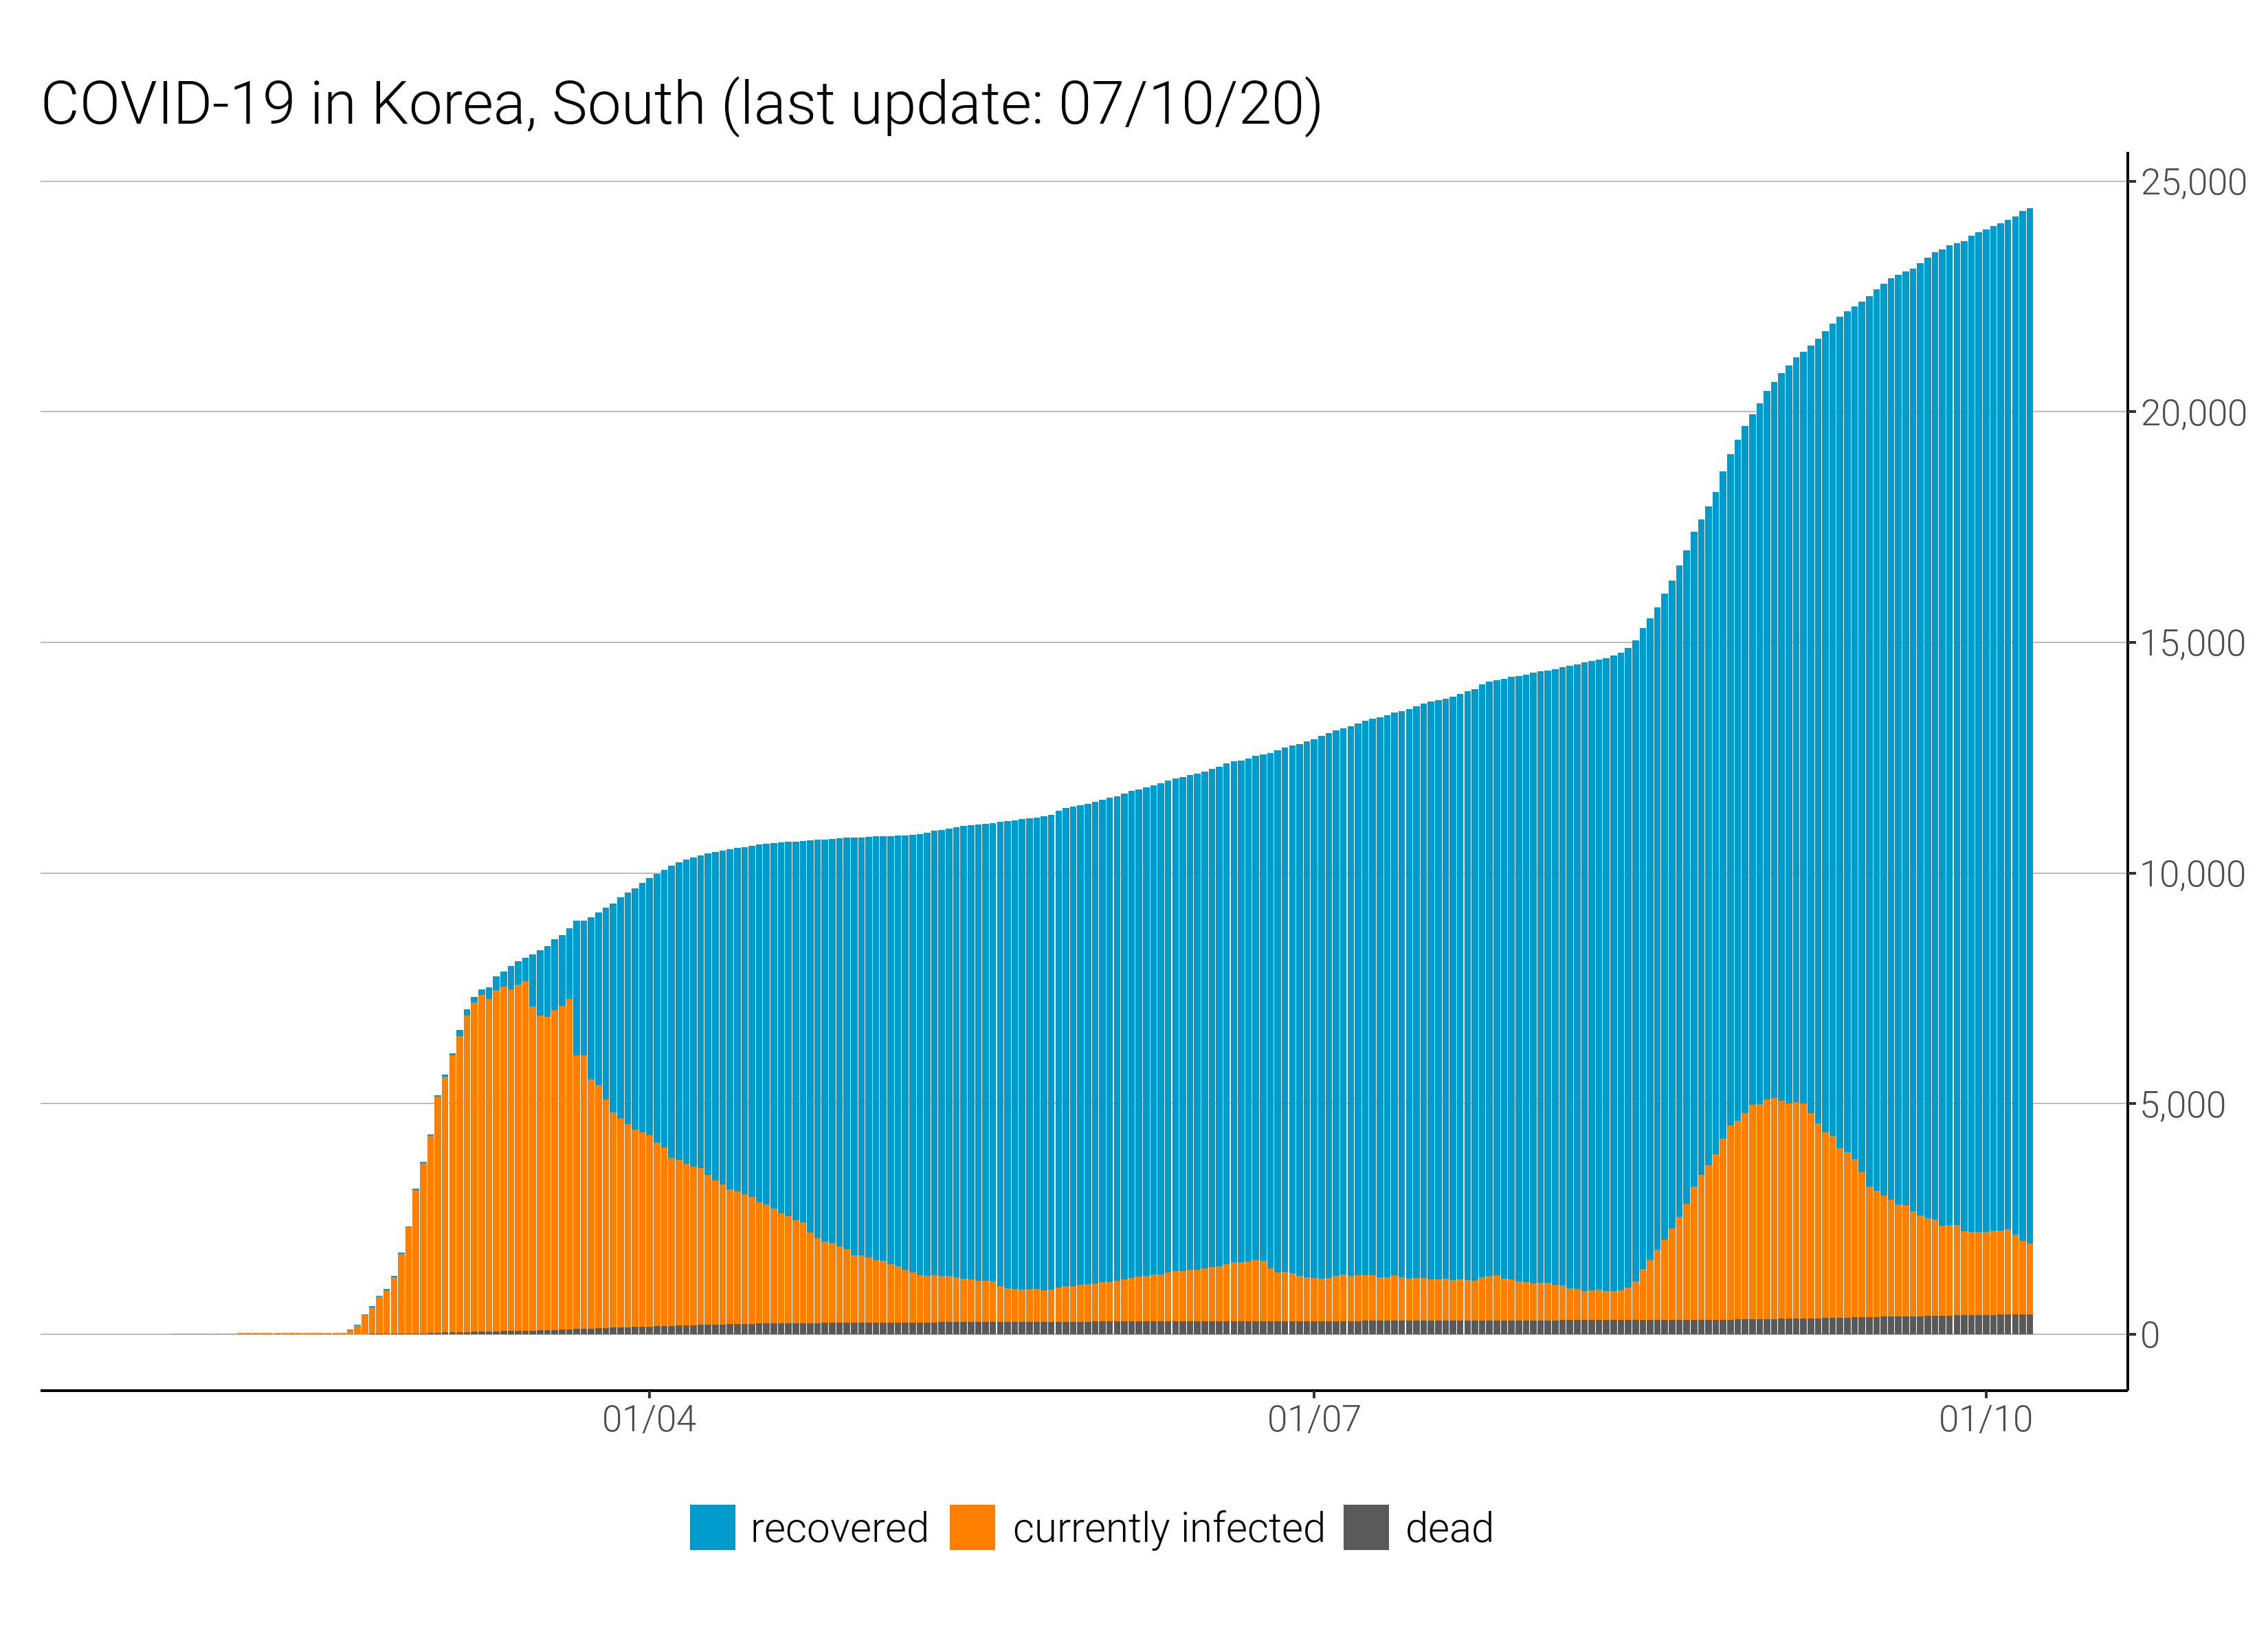 COVID-19 in Korea, South (last update: 07/10/20)
25,000
20,000
15,000
10,000
5,000
0
01/04 01/07 01/10
recovered currently infected dead